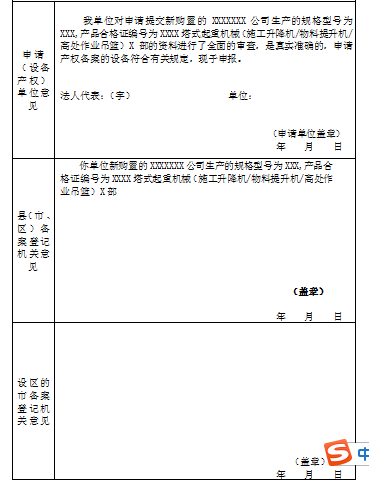 申请
（设备
产权）
单位意
见
我单位对申请提交新购置的 XXXXXXX 公司生产的规格型号为
XXX,产品合格证编号为 XXXX 塔式起重机械(施工升降机/物料提升机/
高处作业吊篮）X 部的资料进行了全面的审查，是真实准确的，申请
产权备案的设备符合有关规定，现予申报。
法人代表：（字） 单位：
（申请单位盖章）
年 月 日
县（市、
区）备
案登记
机关意
见
你单位新购置的 XXXXXXX 公司生产的规格型号为 XXX,产品合
格证编号为 XXXX 塔式起重机械（施工升降机/物料提升机/高处作
业吊篮）X 部
（盖章）
年 月 日
设区的
市备案
登记机
关意见
（盖章）
年 月 日
S 中